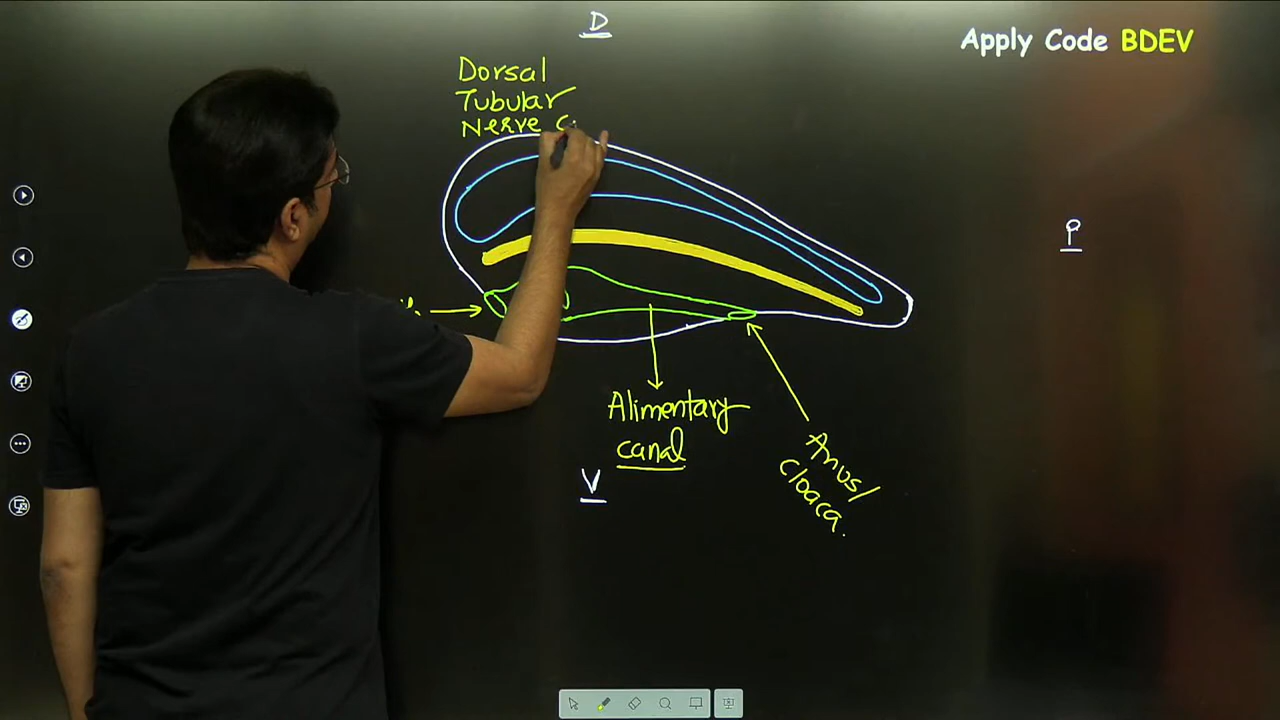 D
Apply Code BDEV
Dorsal
Tubular
Nerve C
P
Alimentary
canal
Anus/
Cloaca.
V